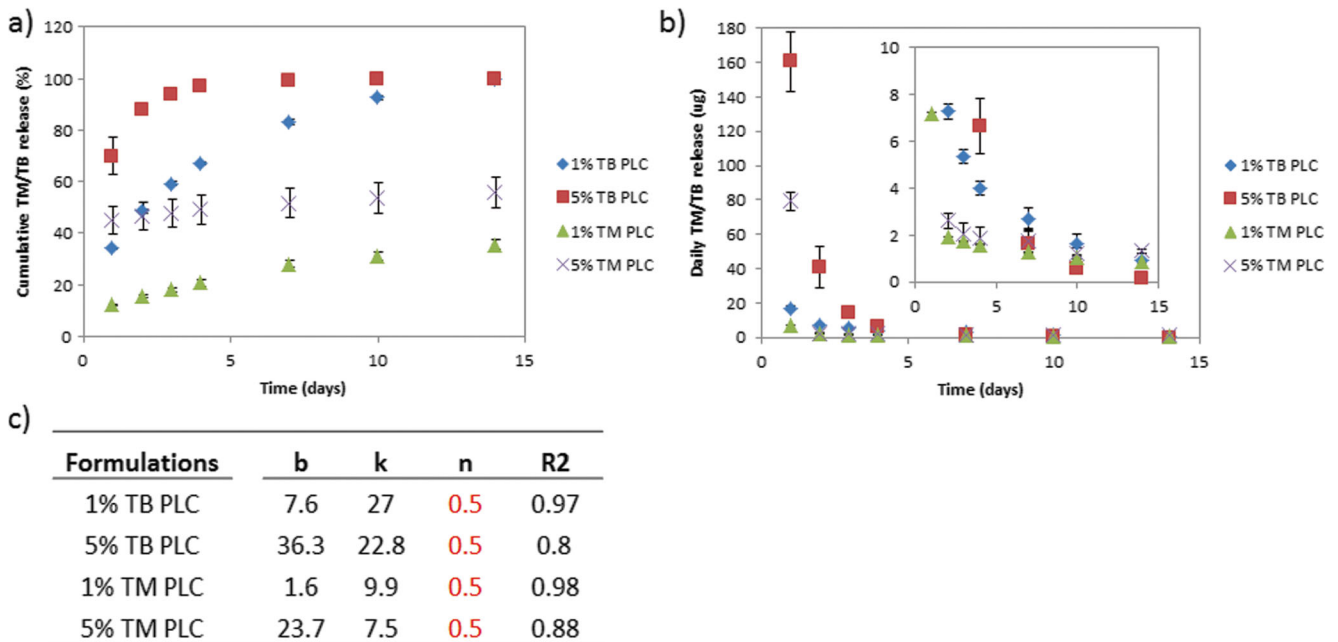 a)
120
100
80
60
40
20
0
0 5 10 15
Cumulative TM/TB release (%)
Time (days)
1% TB PLC
5% TB PLC
1% TM PLC
5% TM PLC
b)
180
160
140
120
100
80
60
40
20
0
0 5 10 15
Daily TM/TB release (ug)
Time (days)
10
8
6
4
2
0
0 5 10 15
1% TB PLC
5% TB PLC
1% TM PLC
5% TM PLC
c)
Formulations b k n R2
1% TB PLC 7.6 27 0.5 0.97
5% TB PLC 36.3 22.8 0.5 0.8
1% TM PLC 1.6 9.9 0.5 0.98
5% TM PLC 23.7 7.5 0.5 0.88